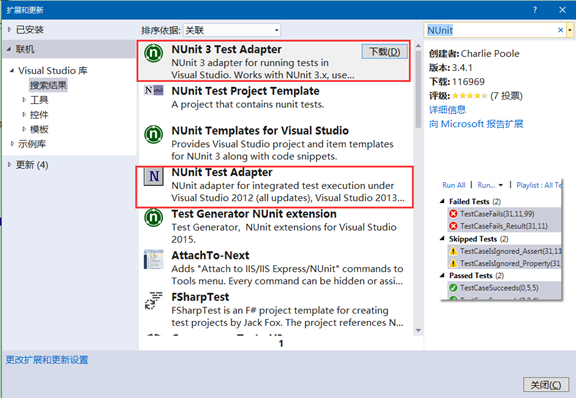 扩展和更新
? ×
▷ 已安装
排序依据: 关联
NUnit
◢ 联机
◢ Visual Studio 库
搜索结果
▷ 工具
▷ 控件
▷ 模板
▷ 示例库
▷ 更新 (4)
NUnit 3 Test Adapter
下载(D)
NUnit 3 adapter for running tests in
Visual Studio. Works with NUnit 3.x, use...
NUnit Test Project Template
A project that contains nunit tests.
NUnit Templates for Visual Studio
Provides Visual Studio project and item templates
for NUnit 3 along with code snippets.
N
NUnit Test Adapter
NUnit adapter for integrated test execution under
Visual Studio 2012 (all updates), Visual Studio 2013...
Test Generator NUnit extension
Test Generator, NUnit extensions for Visual Studio
2015.
AttachTo-Next
Adds "Attach to IIS/IIS Express/NUnit" commands to
Tools menu. Every command can be hidden or assi...
FSharpTest
FSharpTest is an F# project template for creating
test projects by Jack Fox. The project references N...
1
创建者: Charlie Poole
版本: 3.4.1
下载: 116969
评级: (7 投票)
详细信息
向 Microsoft 报告扩展
Run All | Run... | Playlist : All Te
Failed Tests (2)
TestCaseFails(31,11,99)
TestCaseFails_Result(31,11)
Skipped Tests (2)
TestCaseIsIgnored_Assert(31,11
TestCaseIsIgnored_Property(31,
Passed Tests (2)
TestCaseSucceeds(0,5,5)
更改扩展和更新设置
关闭(C)